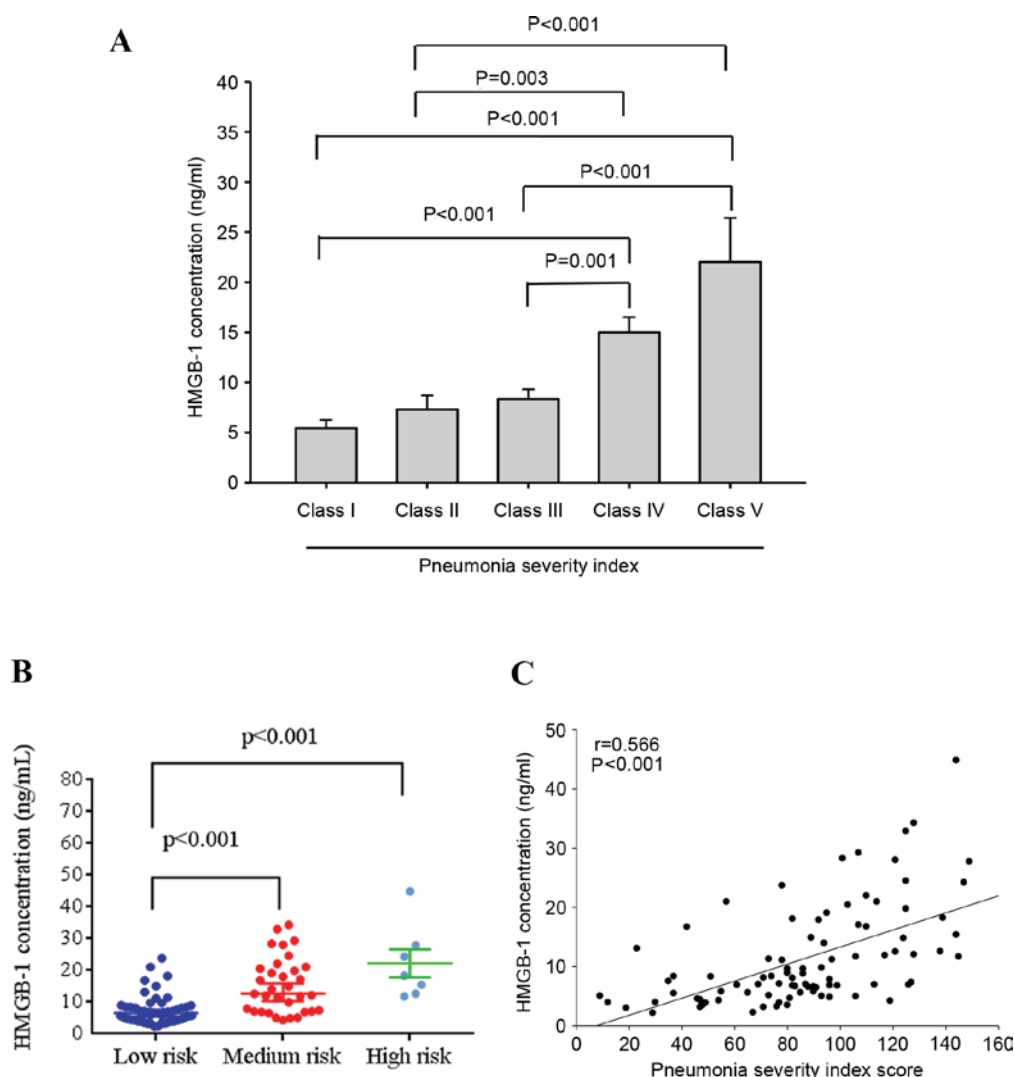 A
P<0.001
P=0.003
P<0.001
P<0.001
P<0.001
P=0.001
HMGB-1 concentration (ng/ml)
40
35
30
25
20
15
10
5
0
Class I Class II Class III Class IV Class V
Pneumonia severity index
B
p<0.001
p<0.001
HMGB-1 concentration (ng/mL)
80
70
60
50
40
30
20
10
0
Low risk Medium risk High risk
C
r=0.566
P<0.001
HMGB-1 concentration (ng/ml)
50
40
30
20
10
0
0 20 40 60 80 100 120 140 160
Pneumonia severity index score